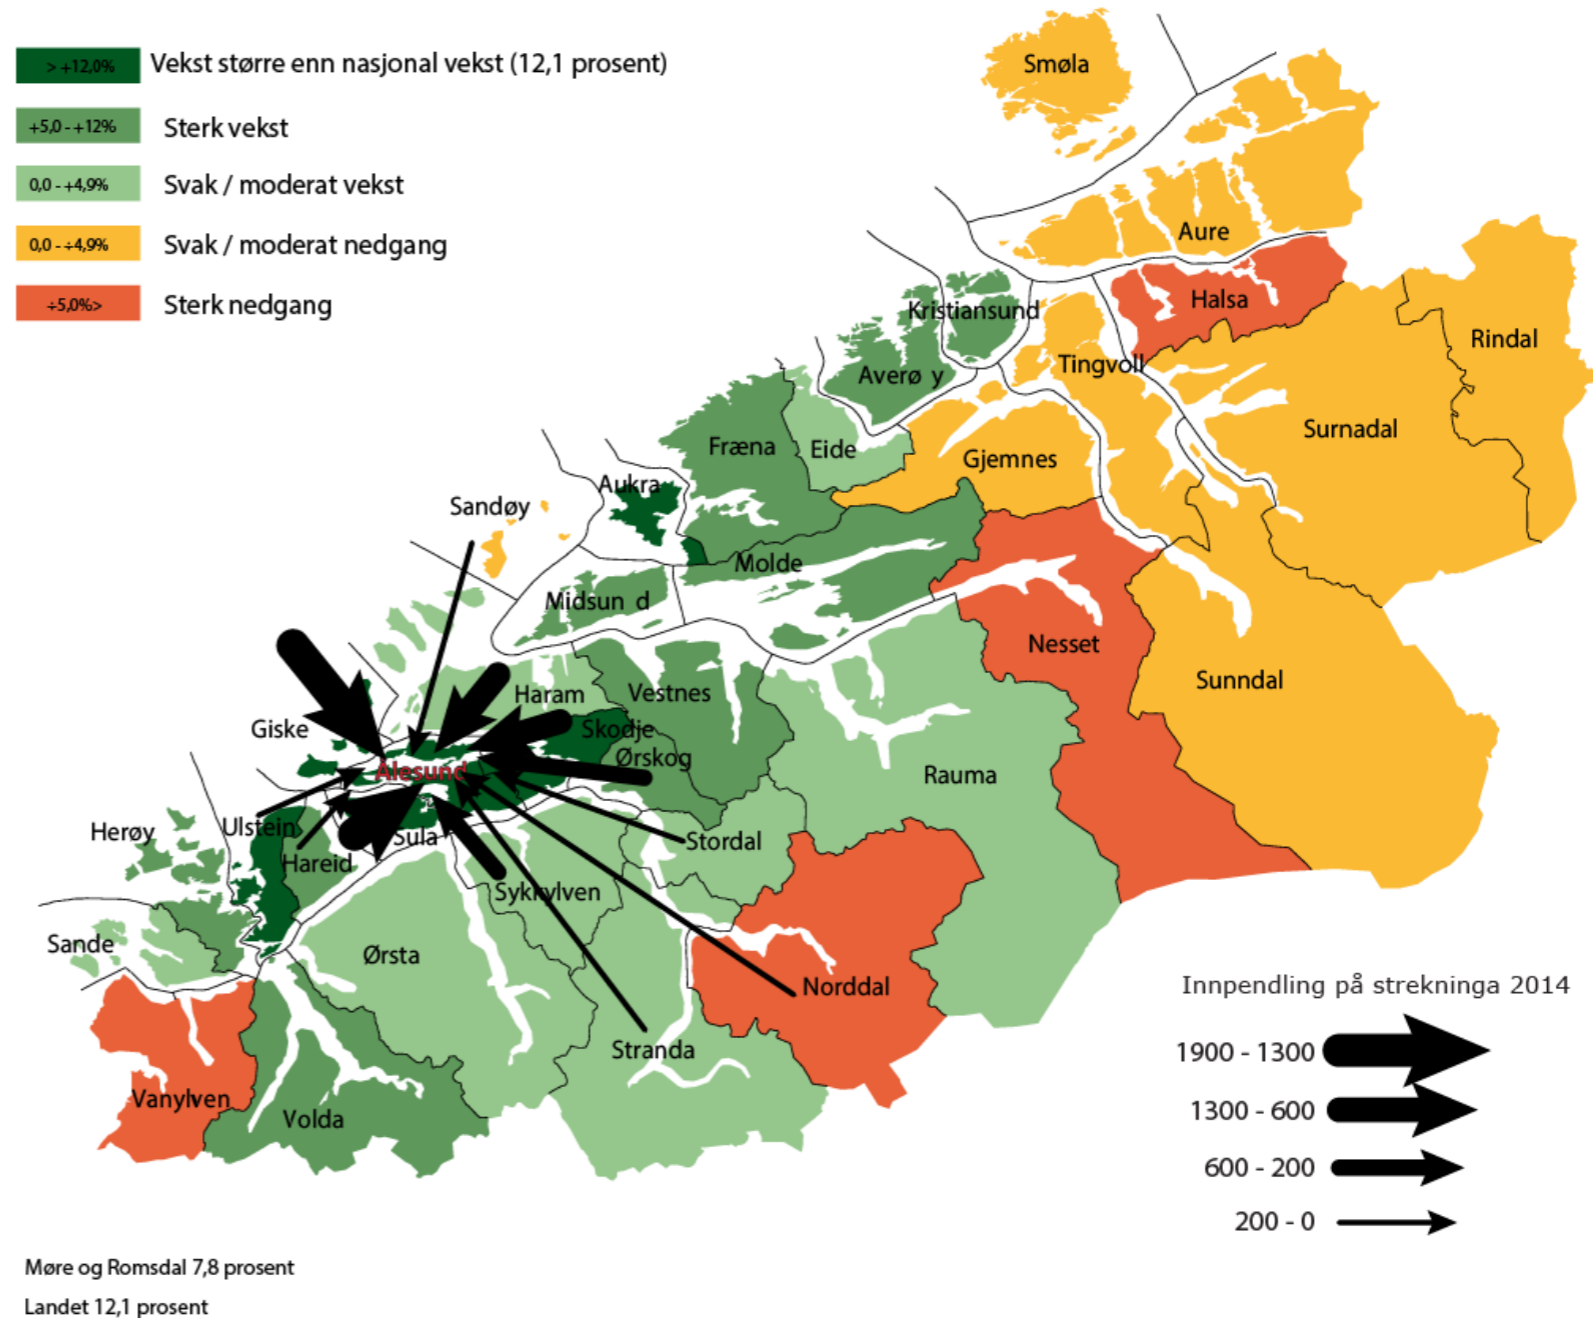 > +12,0% Vekst større enn nasjonal vekst (12,1 prosent)
+5,0 - +12% Sterk vekst
0,0 - +4,9% Svak / moderat vekst
0,0 - ÷4,9% Svak / moderat nedgang
÷5,0%> Sterk nedgang
Smøla
Aure
Halsa
Kristiansund
Rindal
Tingvoll
Averø y
Surnadal
Fræna
Eide
Gjemnes
Aukra
Sandøy
Molde
Midsun d
Nesset
Sunndal
Vestnes
Haram
Giske
Skodje
Ørskog
Ålesund
Rauma
Ulstein
Herøy
Sula
Stordal
Hareid
Sykkylven
Sande
Ørsta
Norddal
Stranda
Vanylven
Volda
Innpendling på strekninga 2014
1900 - 1300
1300 - 600
600 - 200
200 - 0
Møre og Romsdal 7,8 prosent
Landet 12,1 prosent